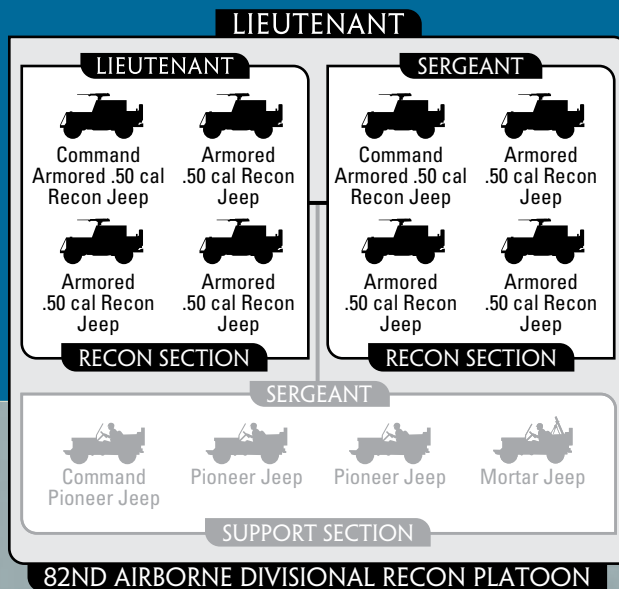 LIEUTENANT
LIEUTENANT
Command
Armored .50 cal
Recon Jeep
Armored
.50 cal Recon
Jeep
Armored
.50 cal Recon
Jeep
Armored
.50 cal Recon
Jeep
RECON SECTION
SERGEANT
Command
Armored .50 cal
Recon Jeep
Armored
.50 cal Recon
Jeep
Armored
.50 cal Recon
Jeep
Armored
.50 cal Recon
Jeep
RECON SECTION
SERGEANT
Command
Pioneer Jeep
Pioneer Jeep
Pioneer Jeep
Mortar Jeep
SUPPORT SECTION
82ND AIRBORNE DIVISIONAL RECON PLATOON